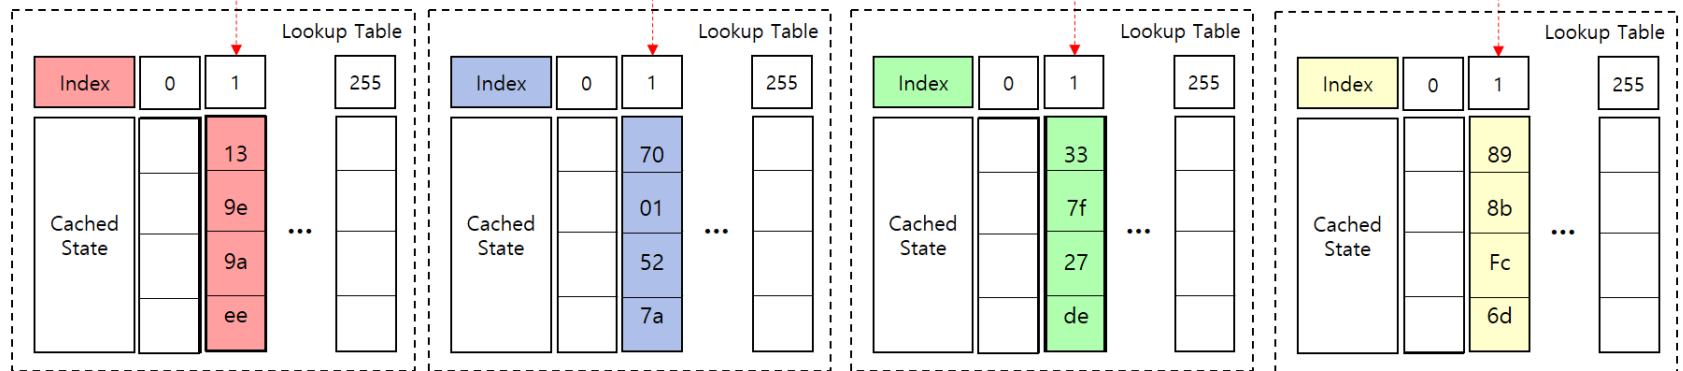 Lookup Table
Index 0 1 255
Cached
State
13
9e
9a
ee
...
Lookup Table
Index 0 1 255
Cached
State
70
01
52
7a
...
Lookup Table
Index 0 1 255
Cached
State
33
7f
27
de
...
Lookup Table
Index 0 1 255
Cached
State
89
8b
Fc
6d
...